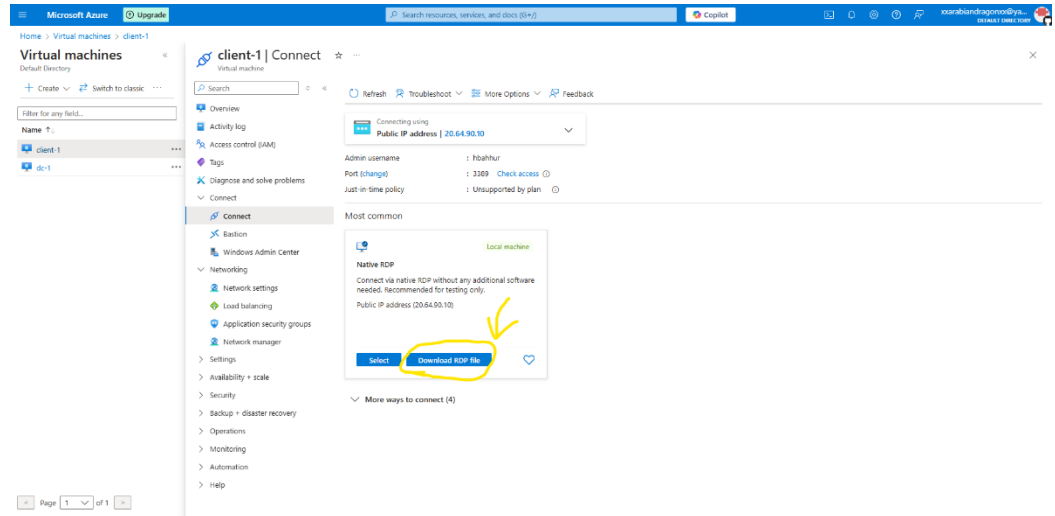 Microsoft Azure
Upgrade
Search resources, services, and docs (G+/)
Copilot
xxarabiandragonxx@ya...
DEFAULT DIRECTORY
Home > Virtual machines > client-1
Virtual machines
Default Directory
Create
Switch to classic
Filter for any field...
Name
client-1
dc-1
Page 1 of 1
client-1 | Connect
Virtual machine
Search
Overview
Activity log
Access control (IAM)
Tags
Diagnose and solve problems
Connect
Connect
Bastion
Windows Admin Center
Networking
Network settings
Load balancing
Application security groups
Network manager
Settings
Availability + scale
Security
Backup + disaster recovery
Operations
Monitoring
Automation
Help
Refresh Troubleshoot More Options Feedback
Connecting using
Public IP address | 20.64.90.10
Admin username : hbahhur
Port (change) : 3389 Check access
Just-in-time policy : Unsupported by plan
Most common
Local machine
Native RDP
Connect via native RDP without any additional software
needed. Recommended for testing only.
Public IP address (20.64.90.10)
Select Download RDP file
More ways to connect (4)